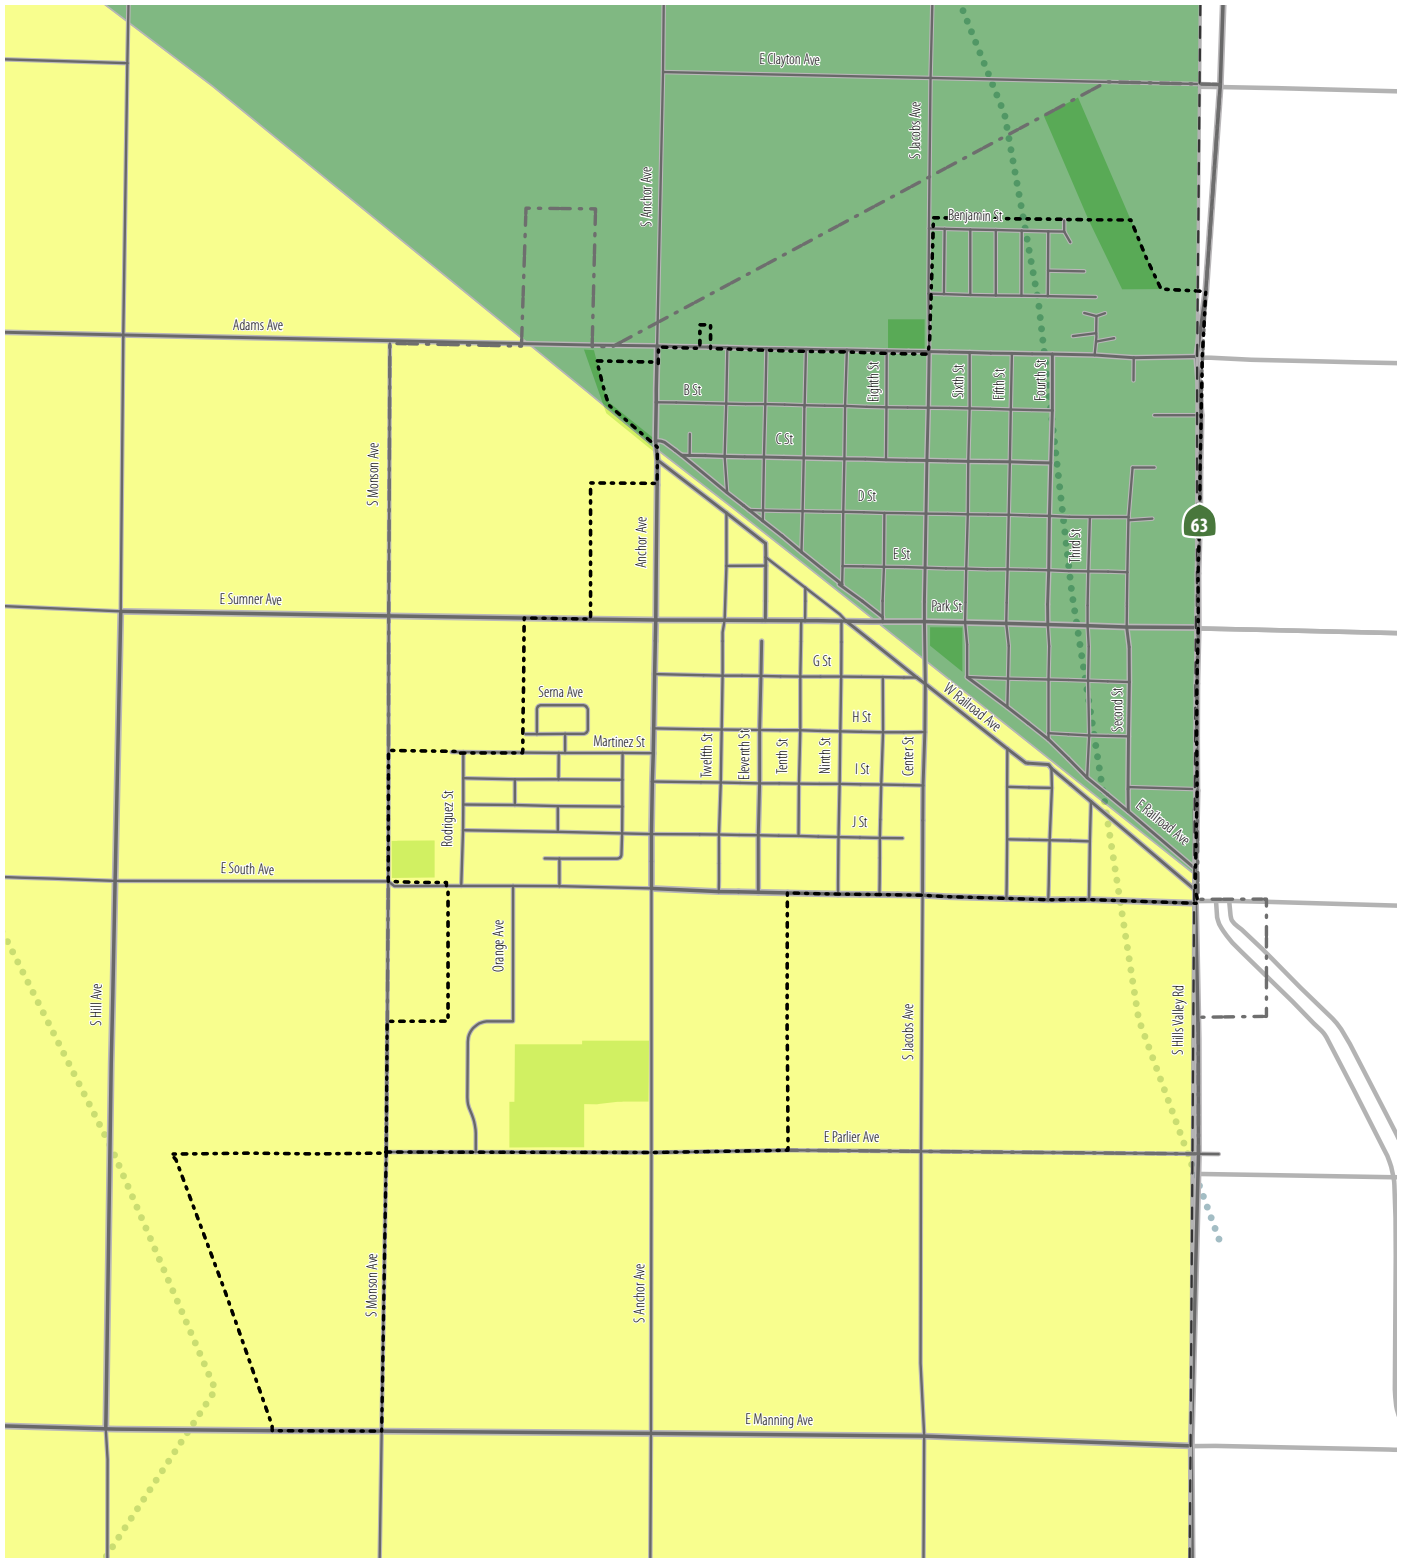 E Clayton Ave
S Jacobs Ave
S Anchor Ave
Benjamin St
Adams Ave
B St
Eighth St
Sixth St
Fifth St
Fourth St
C St
S Monson Ave
D St
Anchor Ave
63
E St
Third St
E Sumner Ave
Park St
G St
Serna Ave
W Railroad Ave
H St
Second St
Martinez St
Twelfth St
Eleventh St
Tenth St
Ninth St
Center St
I St
Rodriguez St
J St
E Railroad Ave
E South Ave
Orange Ave
S Hill Ave
S Jacobs Ave
S Hills Valley Rd
E Parlier Ave
S Monson Ave
S Anchor Ave
E Manning Ave